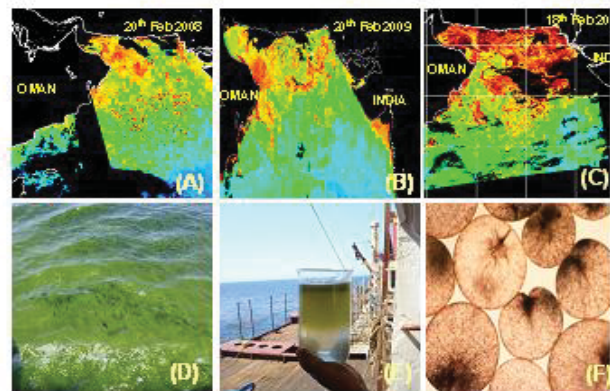 20th Feb 2008
OMAN
(A)
20th Feb 2009
OMAN
INDIA
(B)
OMAN
(C)
(D)
(E)
(F)